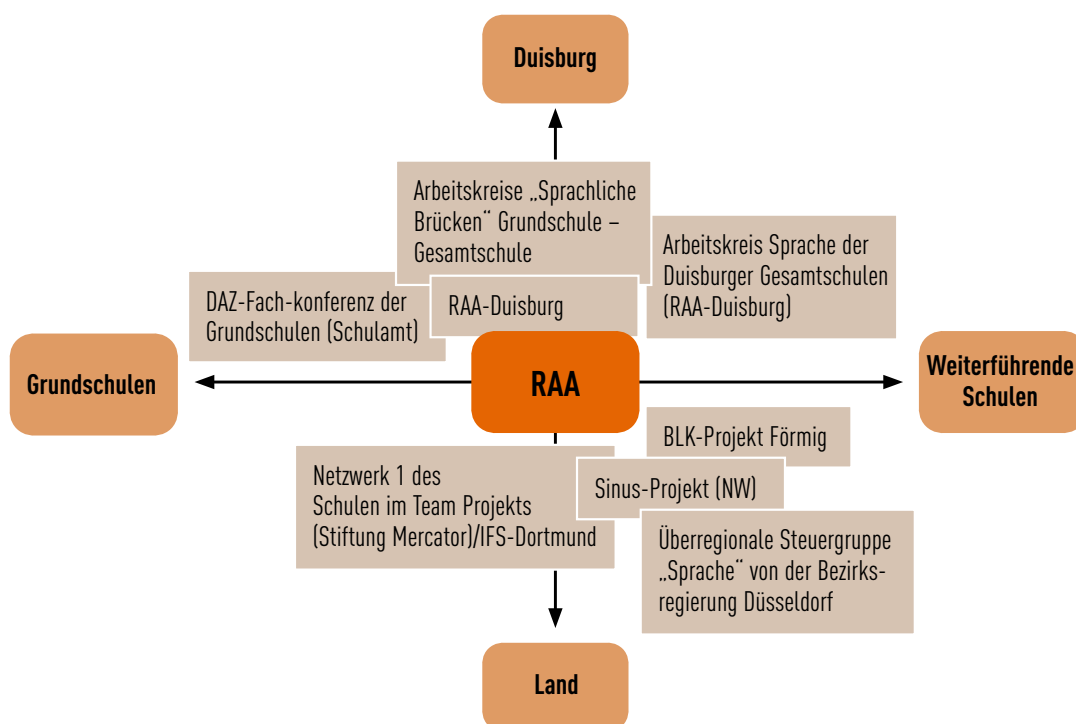 Duisburg
Arbeitskreise „Sprachliche
Brücken“ Grundschule –
Gesamtschule
Arbeitskreis Sprache der
Duisburger Gesamtschulen
(RAA-Duisburg)
DAZ-Fach-konferenz der
Grundschulen (Schulamt)
RAA-Duisburg
Grundschulen
RAA
Weiterführende
Schulen
BLK-Projekt Förmig
Netzwerk 1 des
Schulen im Team Projekts
(Stiftung Mercator)/IFS-Dortmund
Sinus-Projekt (NW)
Überregionale Steuergruppe
„Sprache“ von der Bezirks-
regierung Düsseldorf
Land